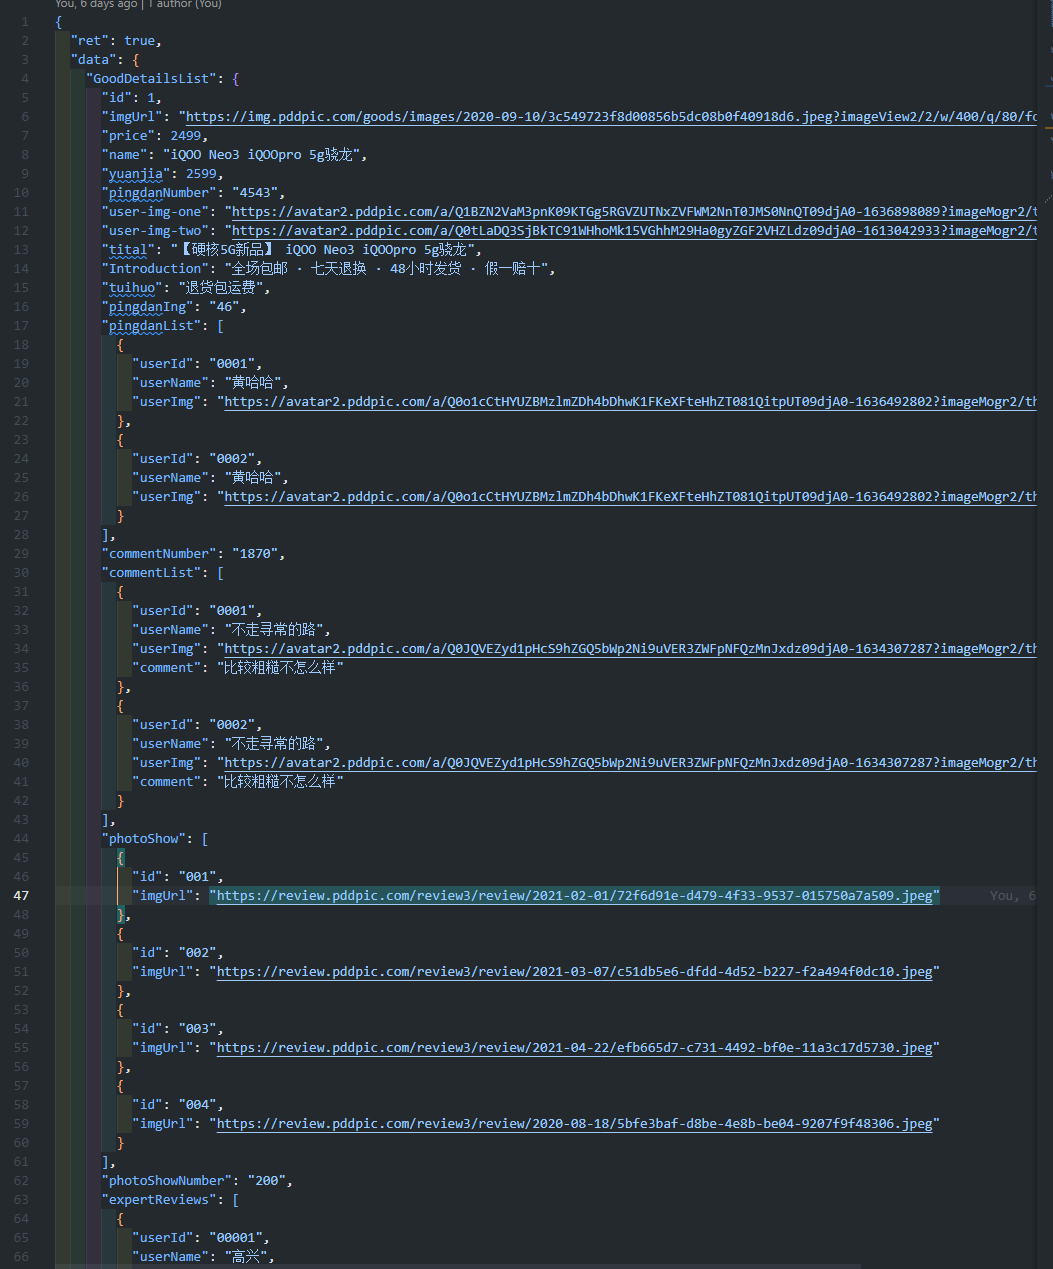 You, 6 days ago | 1 author (You)
1 {
2 "ret": true,
3 "data": {
4 "GoodDetailsList": {
5 "id": 1,
6 "imgUrl": "https://img.pddpic.com/goods/images/2020-09-10/3c549723f8d00856b5dc08b0f40918d6.jpeg?imageView2/2/w/400/q/80/fo
7 "price": 2499,
8 "name": "iQOO Neo3 iQOOpro 5g骁龙",
9 "yuanjia": 2599,
10 "pingdanNumber": "4543",
11 "user-img-one": "https://avatar2.pddpic.com/a/Q1BZN2VaM3pnK09KTGg5RGVZUTNxZVFWM2NnT0JMS0NnQT09djA0-1636898089?imageMogr2/t
12 "user-img-two": "https://avatar2.pddpic.com/a/Q0tLaDQ3SjBkTC91WHhoMk15VGhhM29Ha0gyZGF2VHZLdz09djA0-1613042933?imageMogr2/t
13 "tital": "【硬核5G新品】 iQOO Neo3 iQOOpro 5g骁龙",
14 "Introduction": "全场包邮 · 七天退换 · 48小时发货 · 假一赔十",
15 "tuihuo": "退货包运费",
16 "pingdanIng": "46",
17 "pingdanList": [
18 {
19 "userId": "0001",
20 "userName": "黄哈哈",
21 "userImg": "https://avatar2.pddpic.com/a/Q0o1cCtHYUZBMzlmZDh4bDhwK1FKeXFteHhZT081QitpUT09djA0-1636492802?imageMogr2/th
22 },
23 {
24 "userId": "0002",
25 "userName": "黄哈哈",
26 "userImg": "https://avatar2.pddpic.com/a/Q0o1cCtHYUZBMzlmZDh4bDhwK1FKeXFteHhZT081QitpUT09djA0-1636492802?imageMogr2/th
27 }
28 ],
29 "commentNumber": "1870",
30 "commentList": [
31 {
32 "userId": "0001",
33 "userName": "不走寻常的路",
34 "userImg": "https://avatar2.pddpic.com/a/Q0JQVEZyd1pHcS9hZGQ5bWp2Ni9uVER3ZWFpNFQzMnJxdz09djA0-1634307287?imageMogr2/th
35 "comment": "比较粗糙不怎么样"
36 },
37 {
38 "userId": "0002",
39 "userName": "不走寻常的路",
40 "userImg": "https://avatar2.pddpic.com/a/Q0JQVEZyd1pHcS9hZGQ5bWp2Ni9uVER3ZWFpNFQzMnJxdz09djA0-1634307287?imageMogr2/th
41 "comment": "比较粗糙不怎么样"
42 }
43 ],
44 "photoShow": [
45 {
46 "id": "001",
47 "imgUrl": "https://review.pddpic.com/review3/review/2021-02-01/72f6d91e-d479-4f33-9537-015750a7a509.jpeg" You, 6
48 },
49 {
50 "id": "002",
51 "imgUrl": "https://review.pddpic.com/review3/review/2021-03-07/c51db5e6-dfdd-4d52-b227-f2a494f0dc10.jpeg"
52 },
53 {
54 "id": "003",
55 "imgUrl": "https://review.pddpic.com/review3/review/2021-04-22/efb665d7-c731-4492-bf0e-11a3c17d5730.jpeg"
56 },
57 {
58 "id": "004",
59 "imgUrl": "https://review.pddpic.com/review3/review/2020-08-18/5bfe3baf-d8be-4e8b-be04-9207f9f48306.jpeg"
60 }
61 ],
62 "photoShowNumber": "200",
63 "expertReviews": [
64 {
65 "userId": "00001",
66 "userName": "高兴",